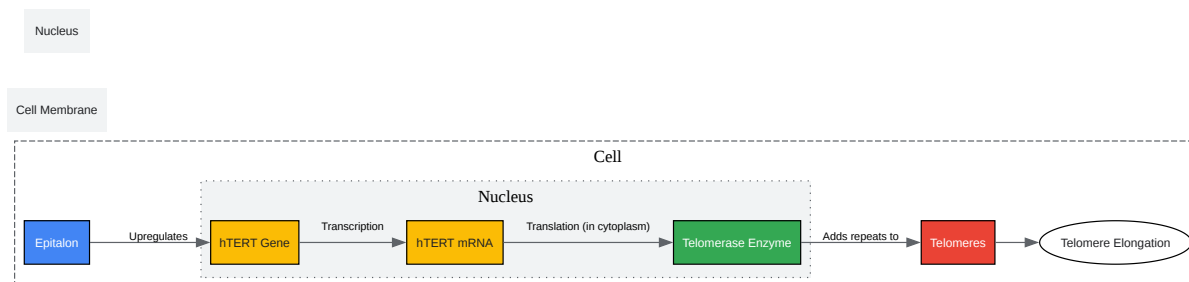 Nucleus
Cell Membrane
Cell
Nucleus
Epitalon
Upregulates
hTERT Gene
Transcription
hTERT mRNA
Translation (in cytoplasm)
Telomerase Enzyme
Adds repeats to
Telomeres
Telomere Elongation